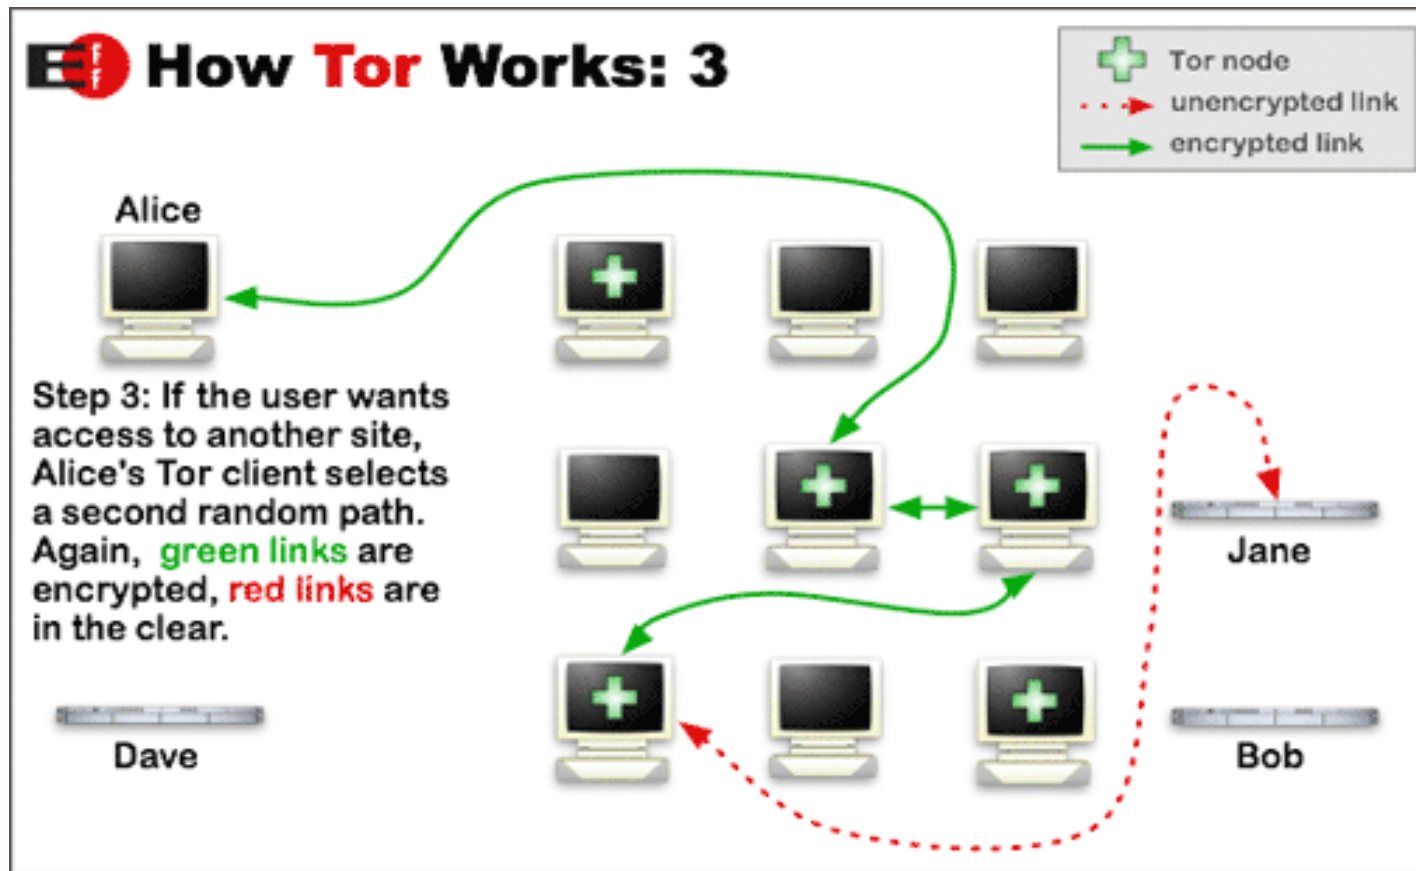 EFF How Tor Works: 3
Tor node
unencrypted link
encrypted link
Alice
Step 3: If the user wants
access to another site,
Alice's Tor client selects
a second random path.
Again, green links are
encrypted, red links are
in the clear.
Jane
Dave
Bob